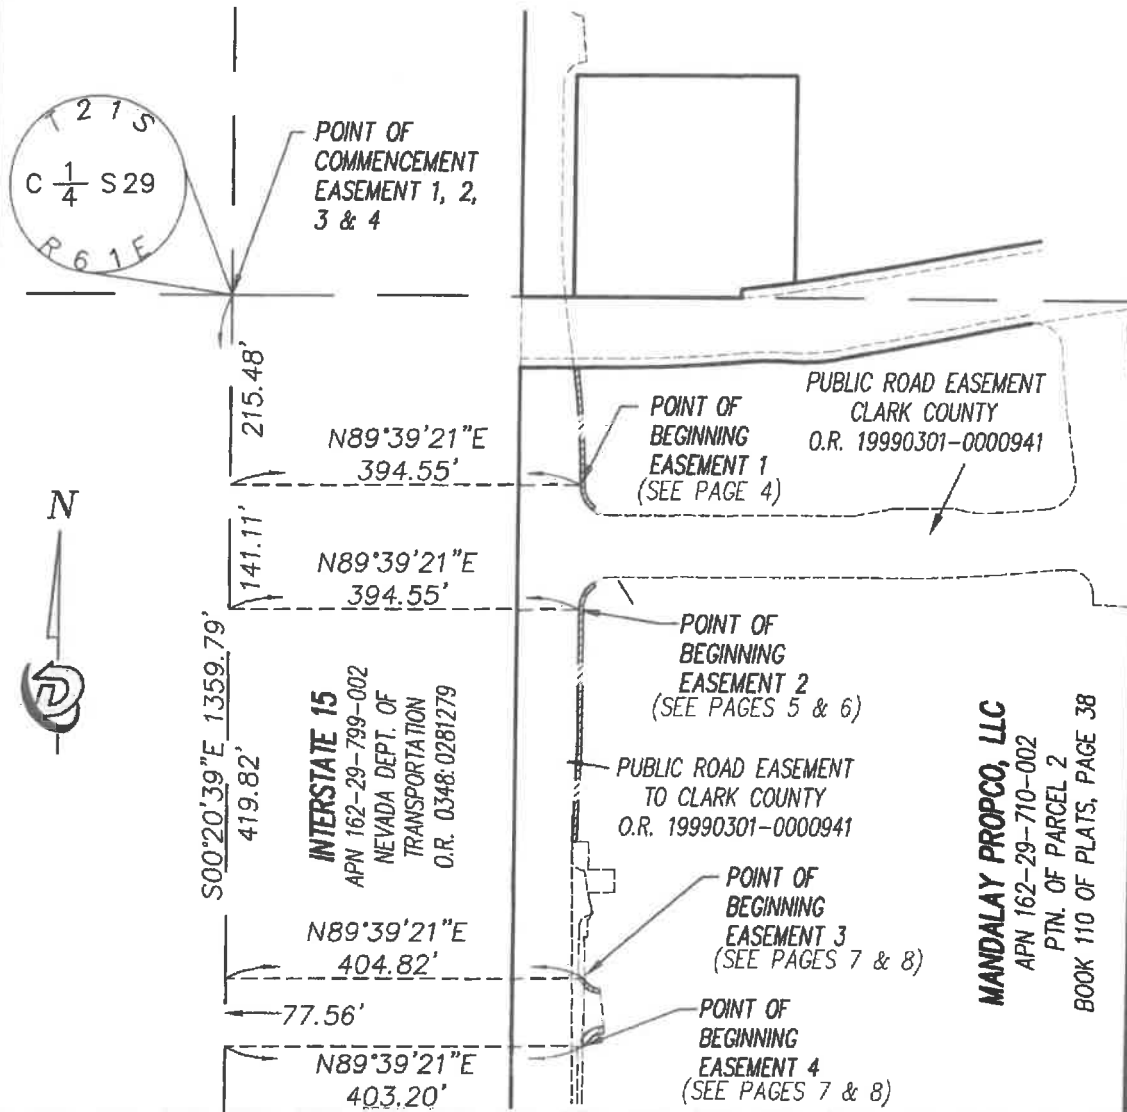 T 21S
C 1/4 S29
R 61E
POINT OF
COMMENCEMENT
EASEMENT 1, 2,
3 & 4
215.48'
N89°39'21"E
394.55'
POINT OF
BEGINNING
EASEMENT 1
(SEE PAGE 4)
PUBLIC ROAD EASEMENT
CLARK COUNTY
O.R. 19990301-0000941
N
141.11'
N89°39'21"E
394.55'
POINT OF
BEGINNING
EASEMENT 2
(SEE PAGES 5 & 6)
S00°20'39"E 1359.79'
419.82'
INTERSTATE 15
APN 162-29-799-002
NEVADA DEPT. OF
TRANSPORTATION
O.R. 0348:0281279
PUBLIC ROAD EASEMENT
TO CLARK COUNTY
O.R. 19990301-0000941
MANDALAY PROPCO, LLC
APN 162-29-710-002
PTN. OF PARCEL 2
BOOK 110 OF PLATS, PAGE 38
N89°39'21"E
404.82'
POINT OF
BEGINNING
EASEMENT 3
(SEE PAGES 7 & 8)
77.56'
N89°39'21"E
403.20'
POINT OF
BEGINNING
EASEMENT 4
(SEE PAGES 7 & 8)